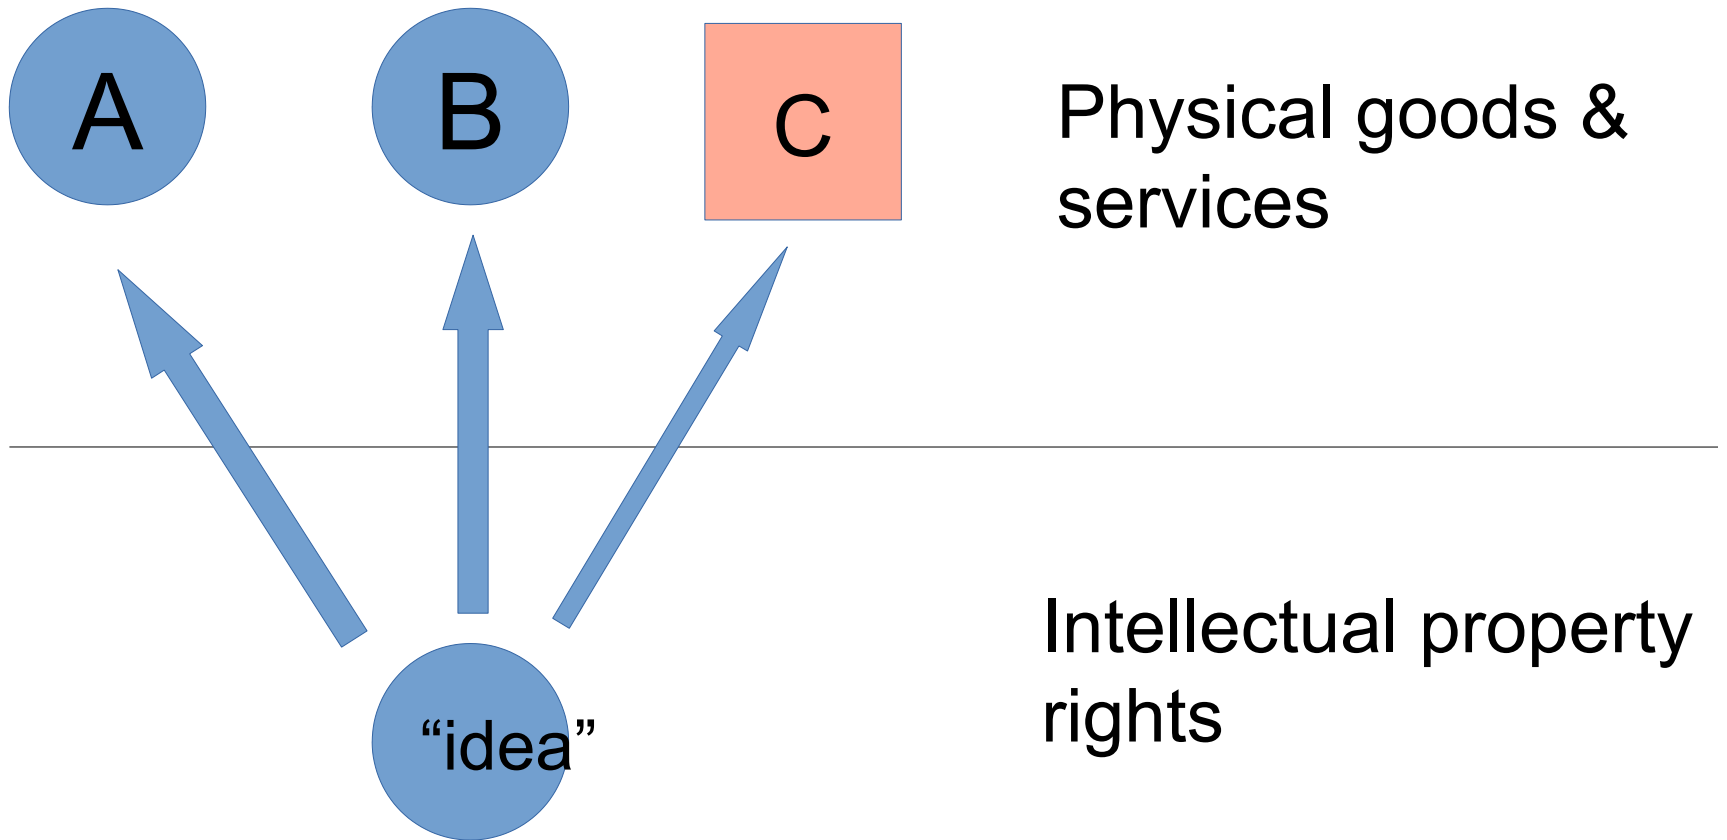 A
B
C
Physical goods &
services
Intellectual property
rights
“idea”